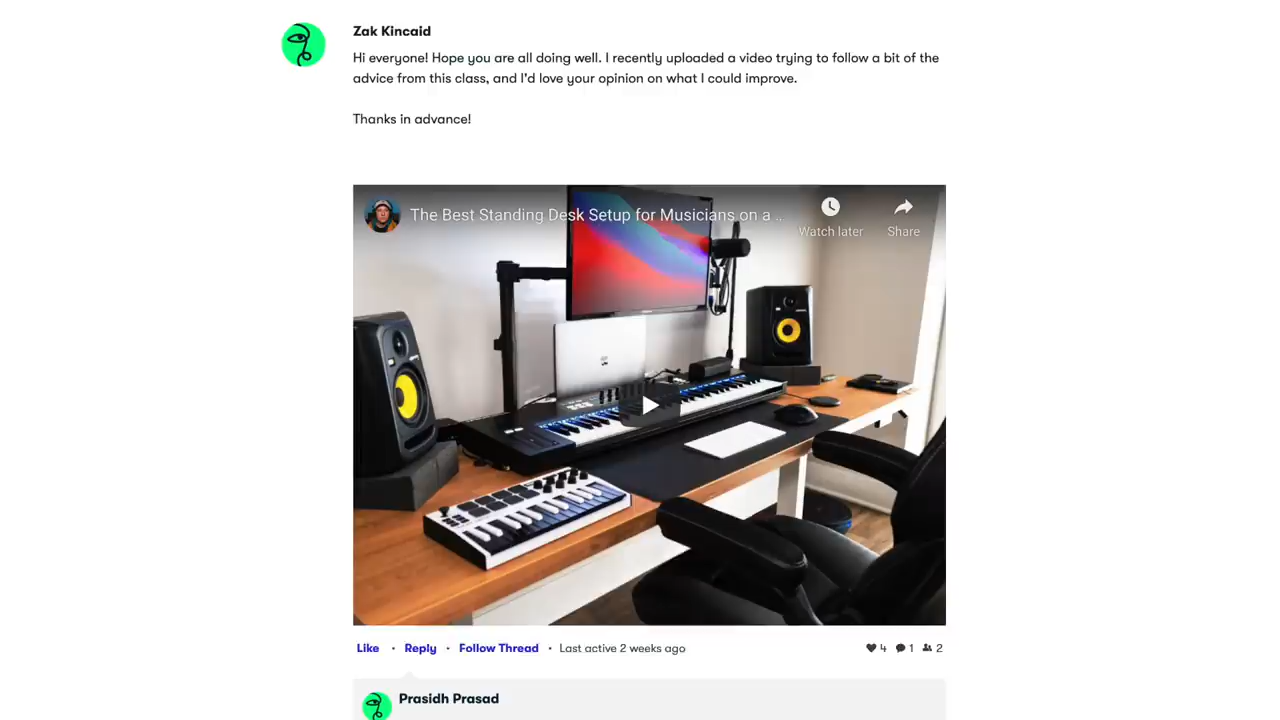 Zak Kincaid
Hi everyone! Hope you are all doing well. I recently uploaded a video trying to follow a bit of the
advice from this class, and I'd love your opinion on what I could improve.
Thanks in advance!
The Best Standing Desk Setup for Musicians on a ..
Watch later
Share
Like • Reply • Follow Thread • Last active 2 weeks ago 4 1 2
Prasidh Prasad